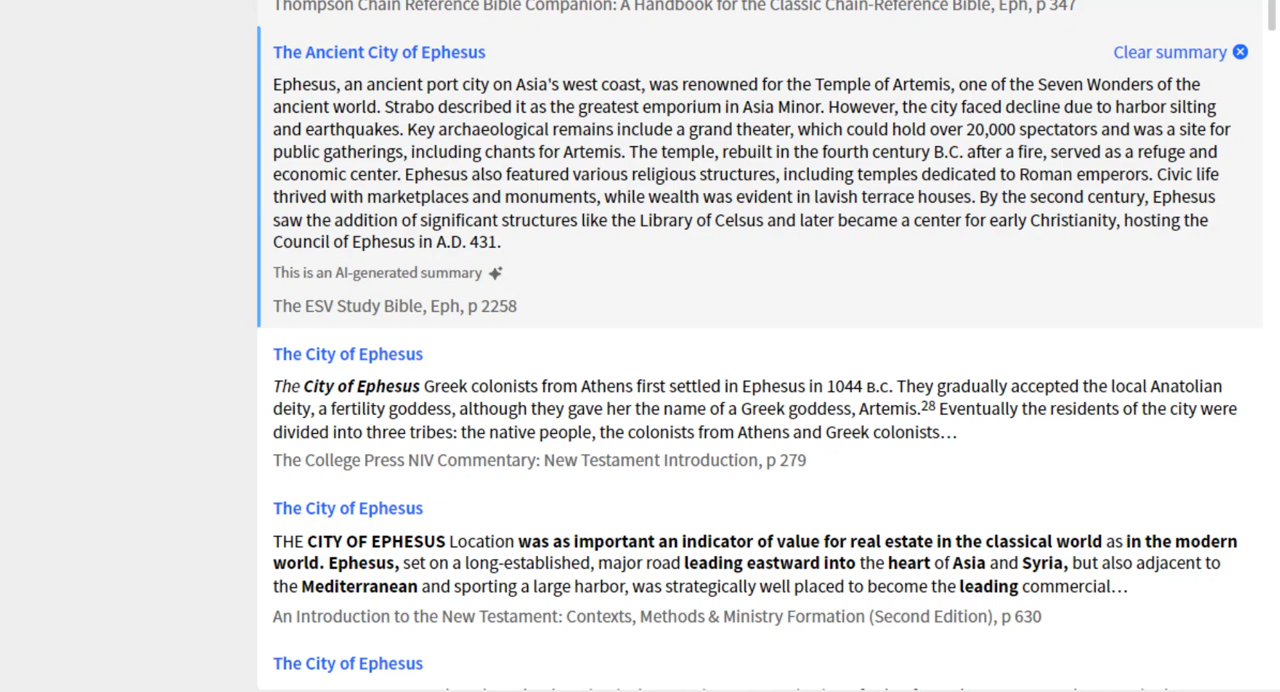 Thompson Chain Reference Bible Companion: A Handbook for the Classic Chain-Reference Bible, Eph, p 347
The Ancient City of Ephesus
Clear summary
Ephesus, an ancient port city on Asia's west coast, was renowned for the Temple of Artemis, one of the Seven Wonders of the
ancient world. Strabo described it as the greatest emporium in Asia Minor. However, the city faced decline due to harbor silting
and earthquakes. Key archaeological remains include a grand theater, which could hold over 20,000 spectators and was a site for
public gatherings, including chants for Artemis. The temple, rebuilt in the fourth century B.C. after a fire, served as a refuge and
economic center. Ephesus also featured various religious structures, including temples dedicated to Roman emperors. Civic life
thrived with marketplaces and monuments, while wealth was evident in lavish terrace houses. By the second century, Ephesus
saw the addition of significant structures like the Library of Celsus and later became a center for early Christianity, hosting the
Council of Ephesus in A.D. 431.
This is an AI-generated summary
The ESV Study Bible, Eph, p 2258
The City of Ephesus
The City of Ephesus Greek colonists from Athens first settled in Ephesus in 1044 B.C. They gradually accepted the local Anatolian
deity, a fertility goddess, although they gave her the name of a Greek goddess, Artemis.28 Eventually the residents of the city were
divided into three tribes: the native people, the colonists from Athens and Greek colonists…
The College Press NIV Commentary: New Testament Introduction, p 279
The City of Ephesus
THE CITY OF EPHESUS Location was as important an indicator of value for real estate in the classical world as in the modern
world. Ephesus, set on a long-established, major road leading eastward into the heart of Asia and Syria, but also adjacent to
the Mediterranean and sporting a large harbor, was strategically well placed to become the leading commercial…
An Introduction to the New Testament: Contexts, Methods & Ministry Formation (Second Edition), p 630
The City of Ephesus